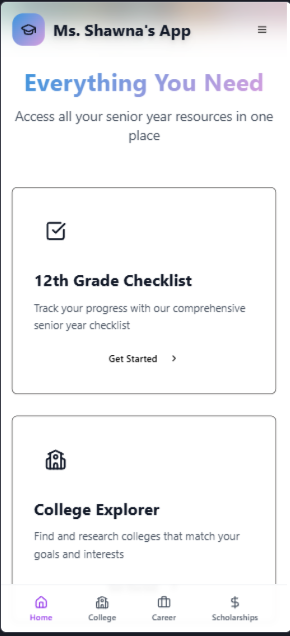 Ms. Shawna's App
Everything You Need
Access all your senior year resources in one
place
12th Grade Checklist
Track your progress with our comprehensive
senior year checklist
Get Started
College Explorer
Find and research colleges that match your
goals and interests
Home College Career Scholarships